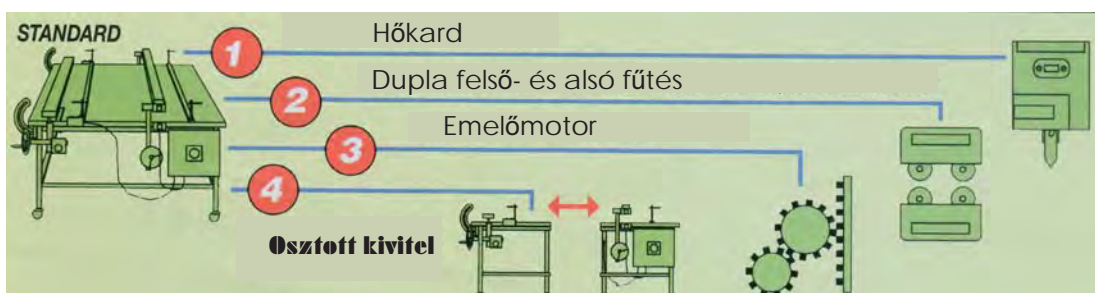 STANDARD
1
Hőkard
2
Dupla felső- és alsó fűtés
3
Emelőmotor
4
Osztott kivitel